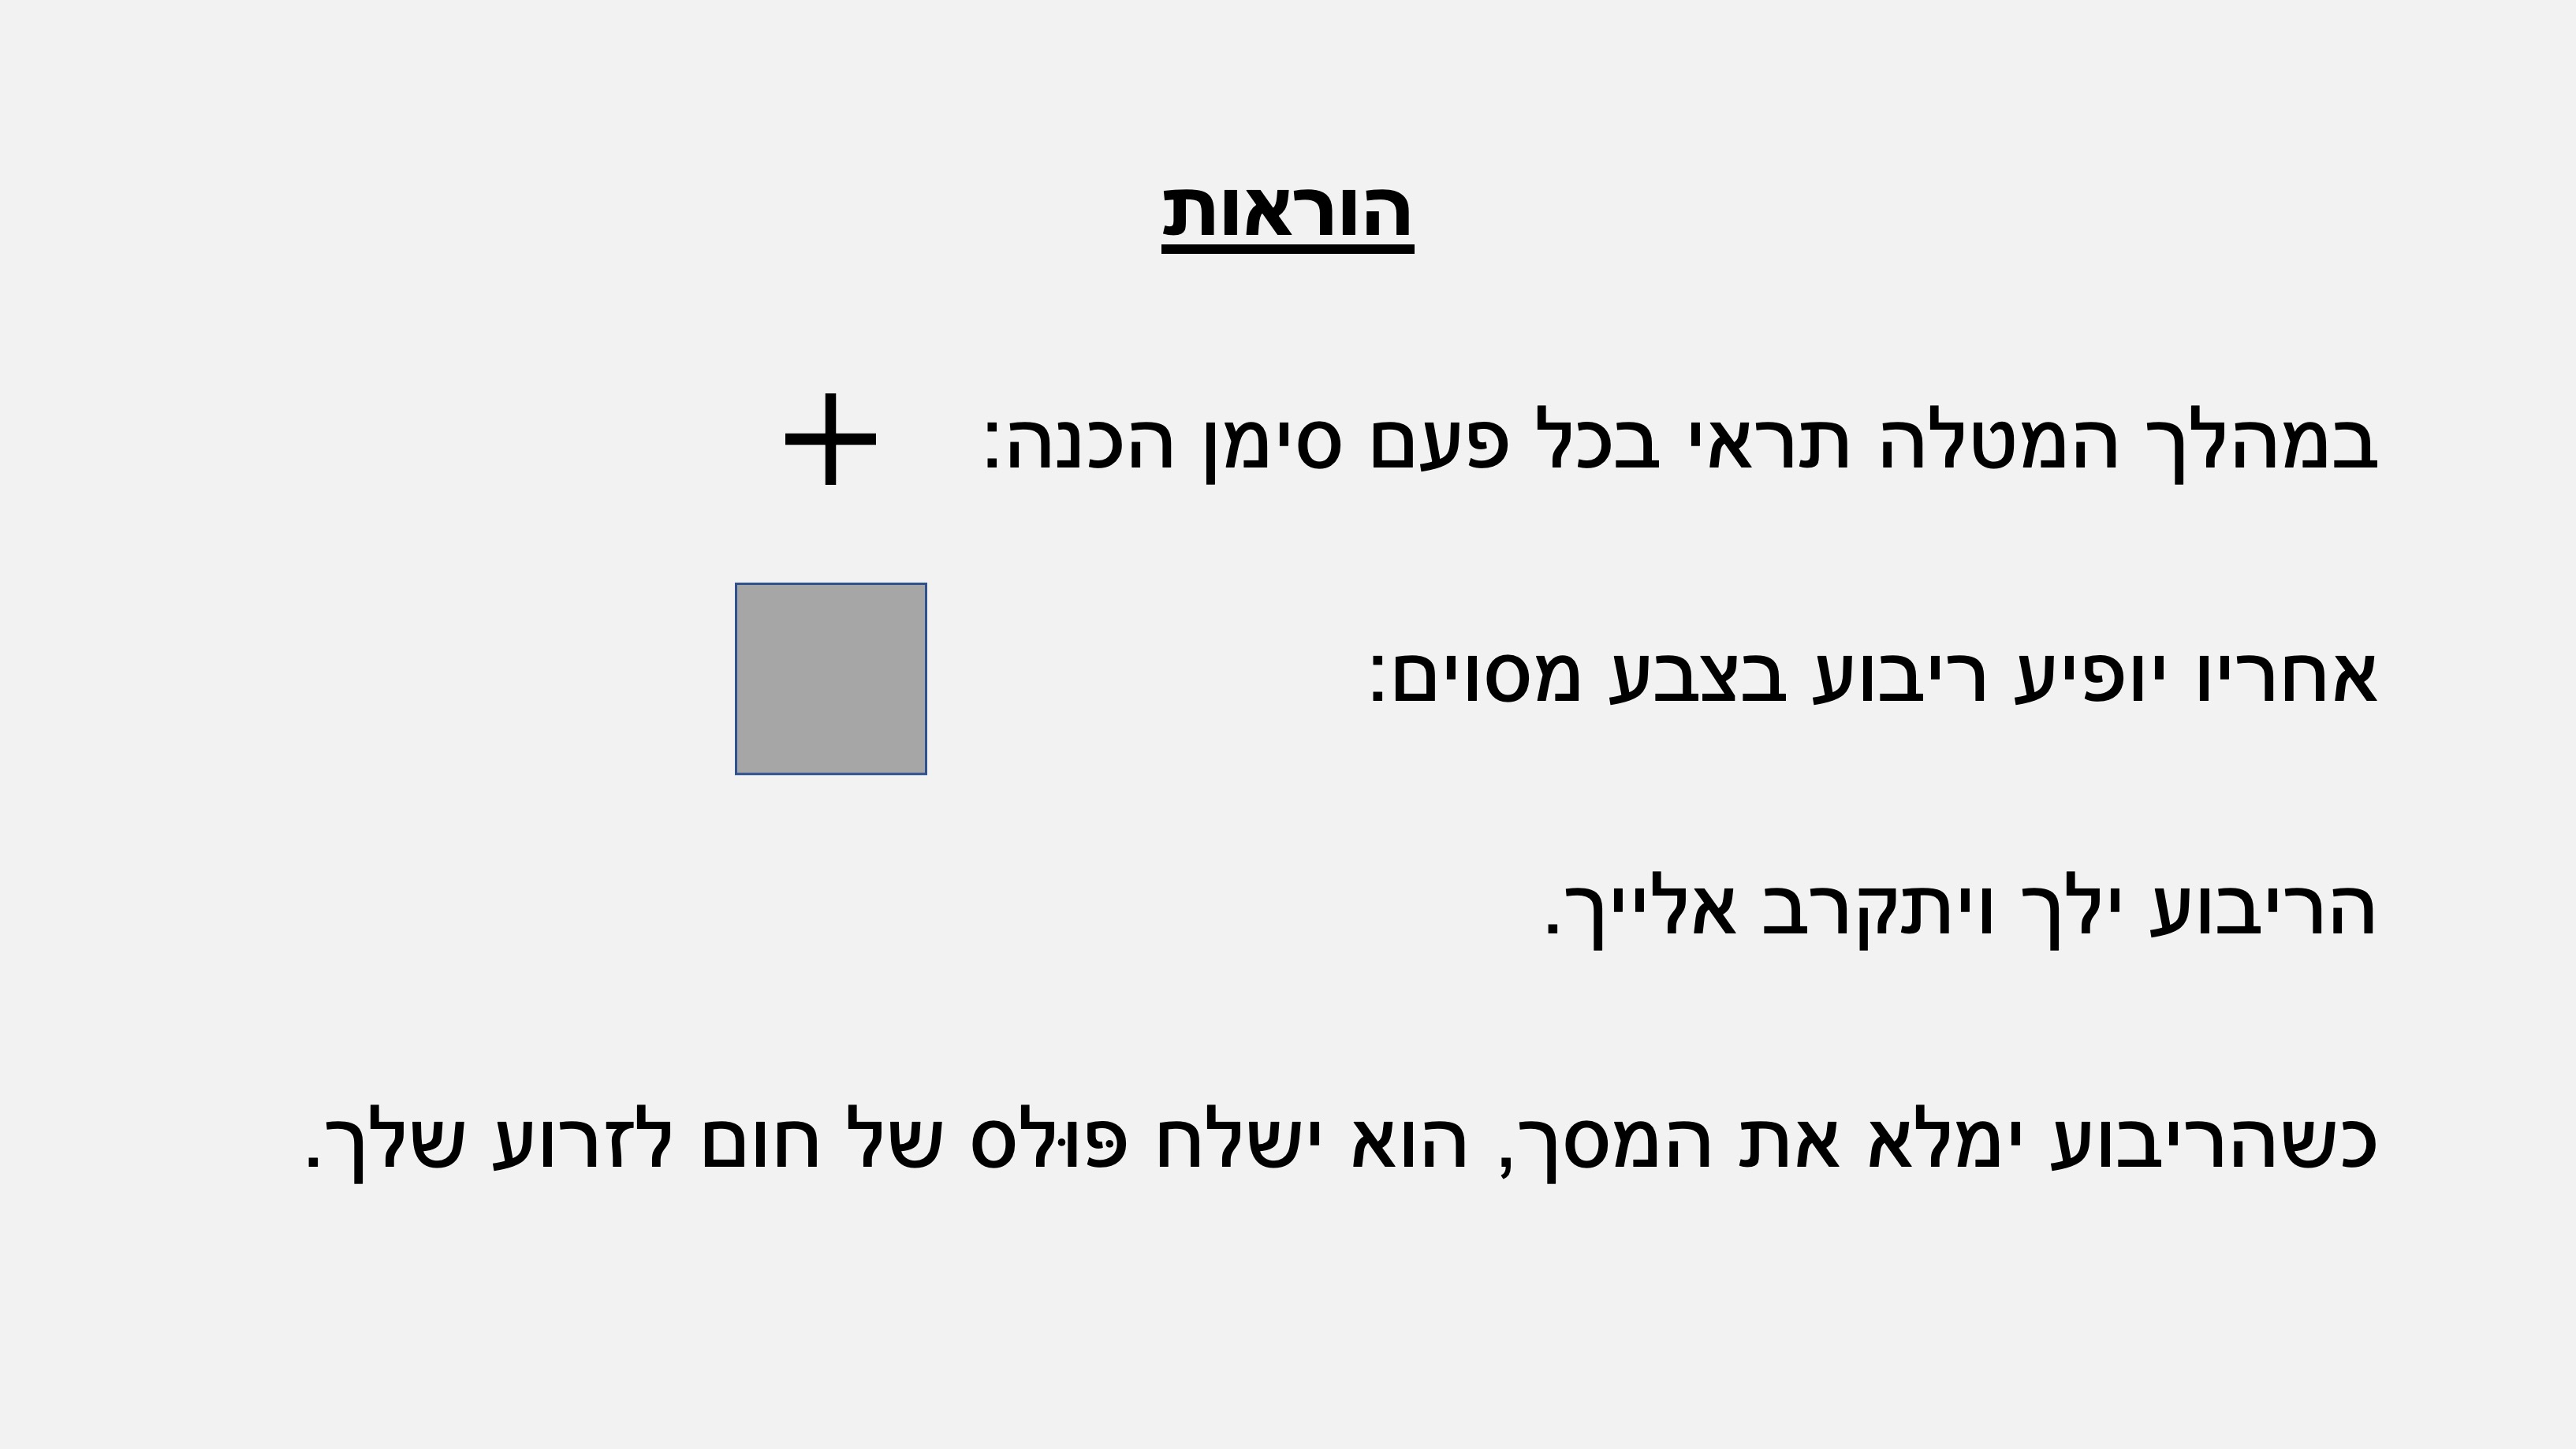 הוראות
במהלך המטלה תראי בכל פעם סימן הכנה: +
אחריו יופיע ריבוע בצבע מסוים:
הריבוע ילך ויתקרב אלייך.
כשהריבוע ימלא את המסך, הוא ישלח פּוּלס של חום לזרוע שלך.